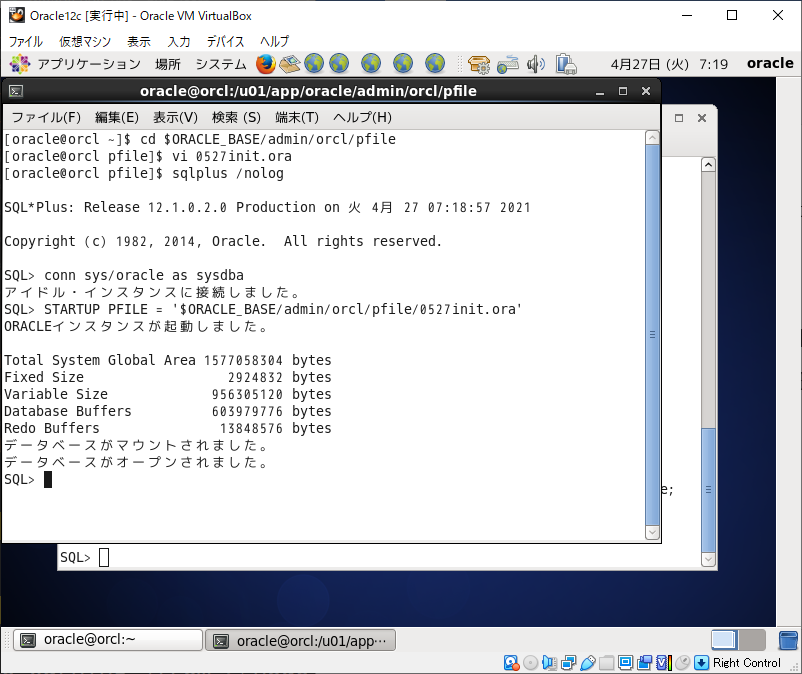 Oracle12c [実行中] - Oracle VM VirtualBox
ファイル 仮想マシン 表示 入力 デバイス ヘルプ
アプリケーション 場所 システム 4月27日 (火) 7:19 oracle
oracle@orcl:/u01/app/oracle/admin/orcl/pfile
ファイル(F) 編集(E) 表示(V) 検索 (S) 端末(T) ヘルプ(H)
[oracle@orcl ~]$ cd $ORACLE_BASE/admin/orcl/pfile
[oracle@orcl pfile]$ vi 0527init.ora
[oracle@orcl pfile]$ sqlplus /nolog
SQL*Plus: Release 12.1.0.2.0 Production on 火 4月 27 07:18:57 2021
Copyright (c) 1982, 2014, Oracle.  All rights reserved.
SQL> conn sys/oracle as sysdba
アイドル・インスタンスに接続しました。
SQL> STARTUP PFILE = '$ORACLE_BASE/admin/orcl/pfile/0527init.ora'
ORACLEインスタンスが起動しました。
Total System Global Area 1577058304 bytes
Fixed Size                  2924832 bytes
Variable Size             956305120 bytes
Database Buffers          603979776 bytes
Redo Buffers               13848576 bytes
データベースがマウントされました。
データベースがオープンされました。
SQL>
e;
SQL>
oracle@orcl:~ oracle@orcl:/u01/app…
Right Control